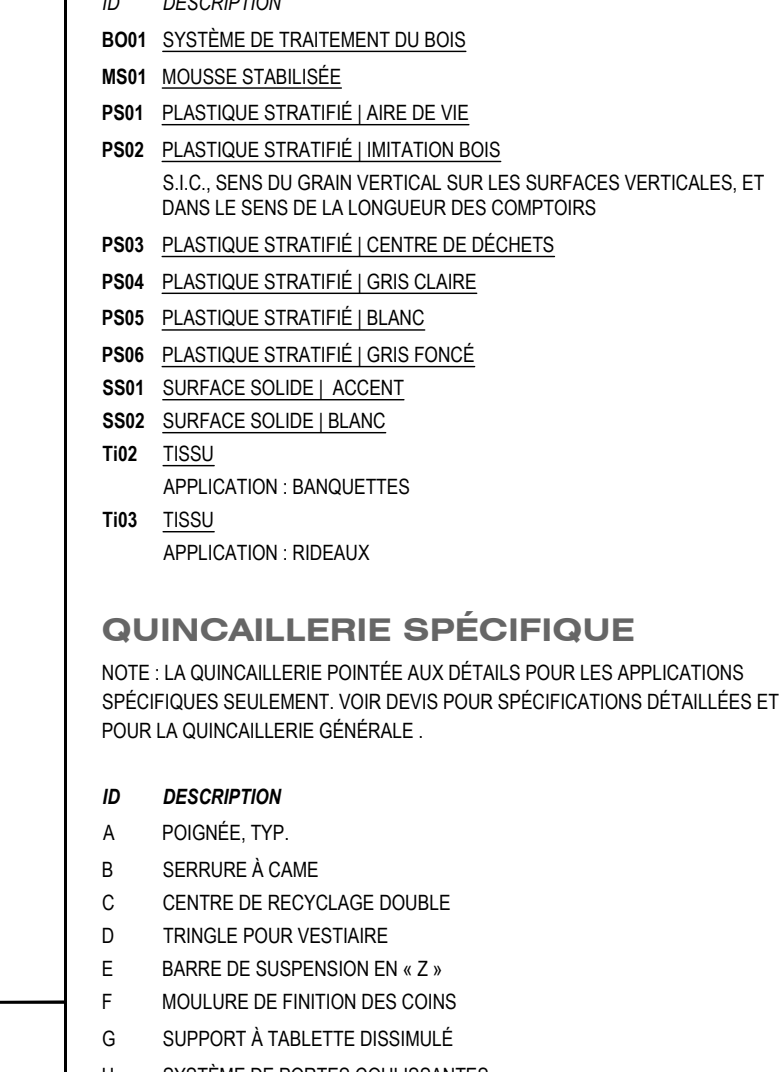 ID DESCRIPTION
BO01 SYSTÈME DE TRAITEMENT DU BOIS
MS01 MOUSSE STABILISÉE
PS01 PLASTIQUE STRATIFIÉ | AIRE DE VIE
PS02 PLASTIQUE STRATIFIÉ | IMITATION BOIS
S.I.C., SENS DU GRAIN VERTICAL SUR LES SURFACES VERTICALES, ET
DANS LE SENS DE LA LONGUEUR DES COMPTOIRS
PS03 PLASTIQUE STRATIFIÉ | CENTRE DE DÉCHETS
PS04 PLASTIQUE STRATIFIÉ | GRIS CLAIRE
PS05 PLASTIQUE STRATIFIÉ | BLANC
PS06 PLASTIQUE STRATIFIÉ | GRIS FONCÉ
SS01 SURFACE SOLIDE | ACCENT
SS02 SURFACE SOLIDE | BLANC
Ti02 TISSU
APPLICATION : BANQUETTES
Ti03 TISSU
APPLICATION : RIDEAUX
QUINCAILLERIE SPÉCIFIQUE
NOTE : LA QUINCAILLERIE POINTÉE AUX DÉTAILS POUR LES APPLICATIONS
SPÉCIFIQUES SEULEMENT. VOIR DEVIS POUR SPÉCIFICATIONS DÉTAILLÉES ET
POUR LA QUINCAILLERIE GÉNÉRALE .
ID DESCRIPTION
A POIGNÉE, TYP.
B SERRURE À CAME
C CENTRE DE RECYCLAGE DOUBLE
D TRINGLE POUR VESTIAIRE
E BARRE DE SUSPENSION EN « Z »
F MOULURE DE FINITION DES COINS
G SUPPORT À TABLETTE DISSIMULÉ
H SYSTÈME DE PORTES COULISSANTES